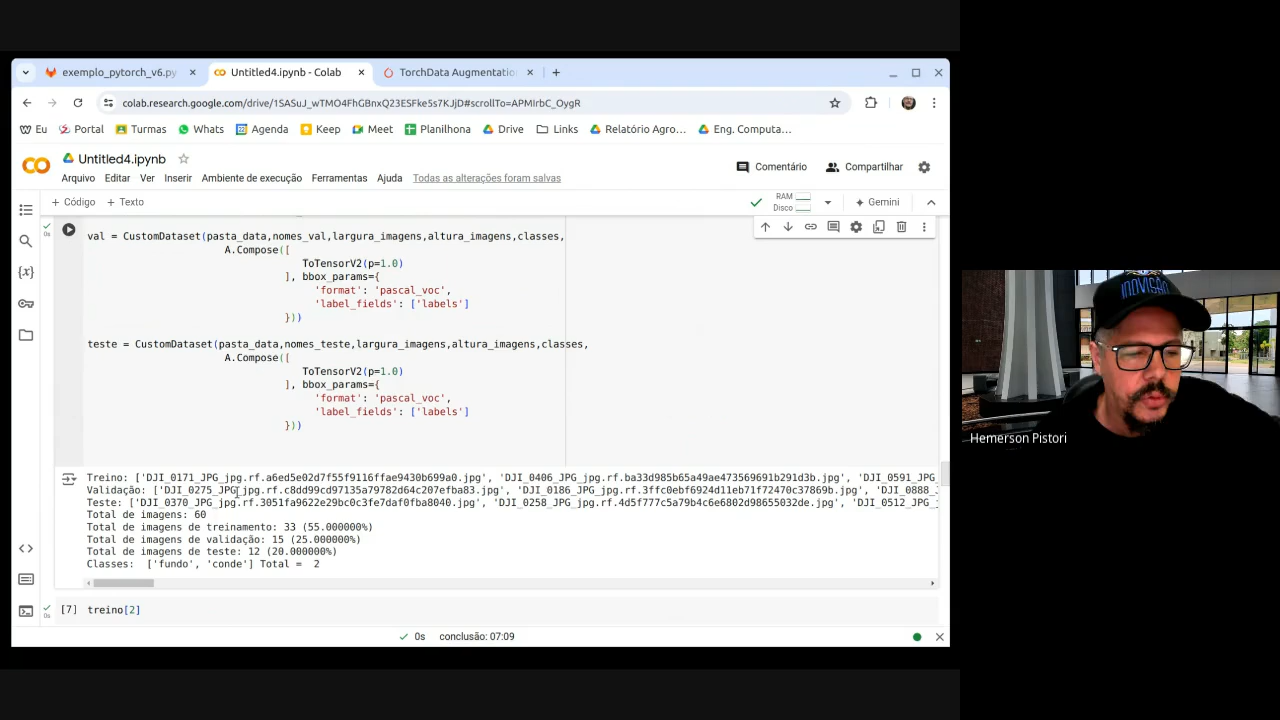 exemplo_pytorch_v6.py
Untitled4.ipynb - Colab
TorchData Augmentatio
colab.research.google.com/drive/1SASuJ_wTMO4FhGBnxQ23ESFke5s7KJjD#scrollTo=APMIrbC_OygR
Eu Portal Turmas Whats Agenda Keep Meet Planilhona Drive Links Relatório Agro... Eng. Computa...
Untitled4.ipynb
Comentário Compartilhar
Arquivo Editar Ver Inserir Ambiente de execução Ferramentas Ajuda Todas as alterações foram salvas
+ Código + Texto RAM Disco Gemini
val = CustomDataset(pasta_data,nomes_val,largura_imagens,altura_imagens,classes,
A.Compose([
ToTensorV2(p=1.0)
], bbox_params={
'format': 'pascal_voc',
'label_fields': ['labels']
}))
teste = CustomDataset(pasta_data,nomes_teste,largura_imagens,altura_imagens,classes,
A.Compose([
ToTensorV2(p=1.0)
], bbox_params={
'format': 'pascal_voc',
'label_fields': ['labels']
}))
Treino: ['DJI_0171_JPG_jpg.rf.a6ed5e02d7f55f9116ffae9430b699a0.jpg', 'DJI_0406_JPG_jpg.rf.ba33d985b65a49ae473569691b291d3b.jpg', 'DJI_0591_JPG_
Validação: ['DJI_0275_JPG_jpg.rf.c8dd99cd97135a79782d64c207efba83.jpg', 'DJI_0186_JPG_jpg.rf.3ffc0ebf6924d11eb71f72470c37869b.jpg', 'DJI_0888_J
Teste: ['DJI_0370_JPG_jpg.rf.3051fa9622e29bc0c3fe7daf0fba8040.jpg', 'DJI_0258_JPG_jpg.rf.4d5f777c5a79b4c6e6802d98655032de.jpg', 'DJI_0512_JPG_
Total de imagens: 60
Total de imagens de treinamento: 33 (55.000000%)
Total de imagens de validação: 15 (25.000000%)
Total de imagens de teste: 12 (20.000000%)
Classes: ['fundo', 'conde'] Total = 2
[7] treino[2]
0s conclusão: 07:09
INOVISÃO
Hemerson Pistori